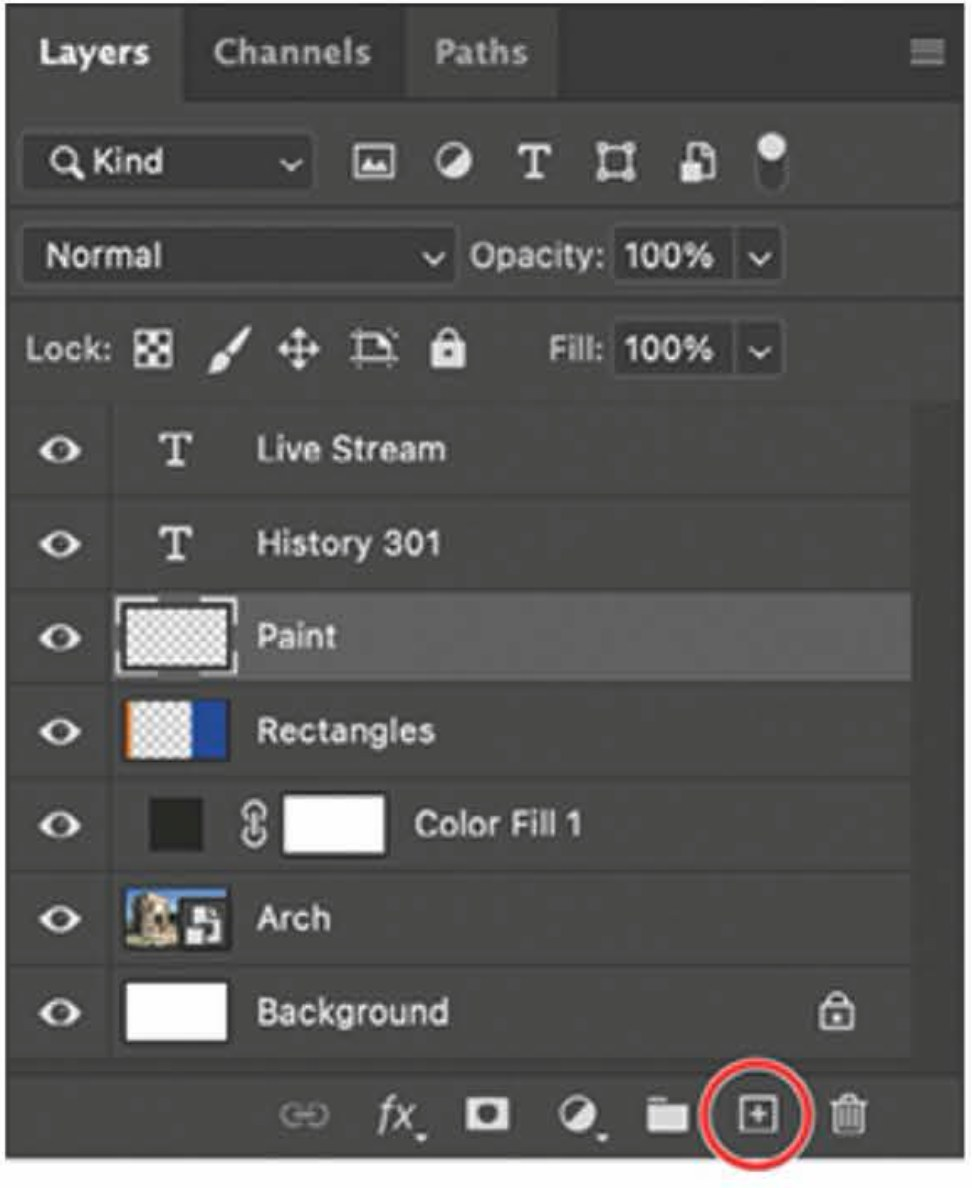 Layers Channels Paths
Kind
Normal Opacity: 100%
Lock: Fill: 100%
T Live Stream
T History 301
Paint
Rectangles
Color Fill 1
Arch
Background
fx